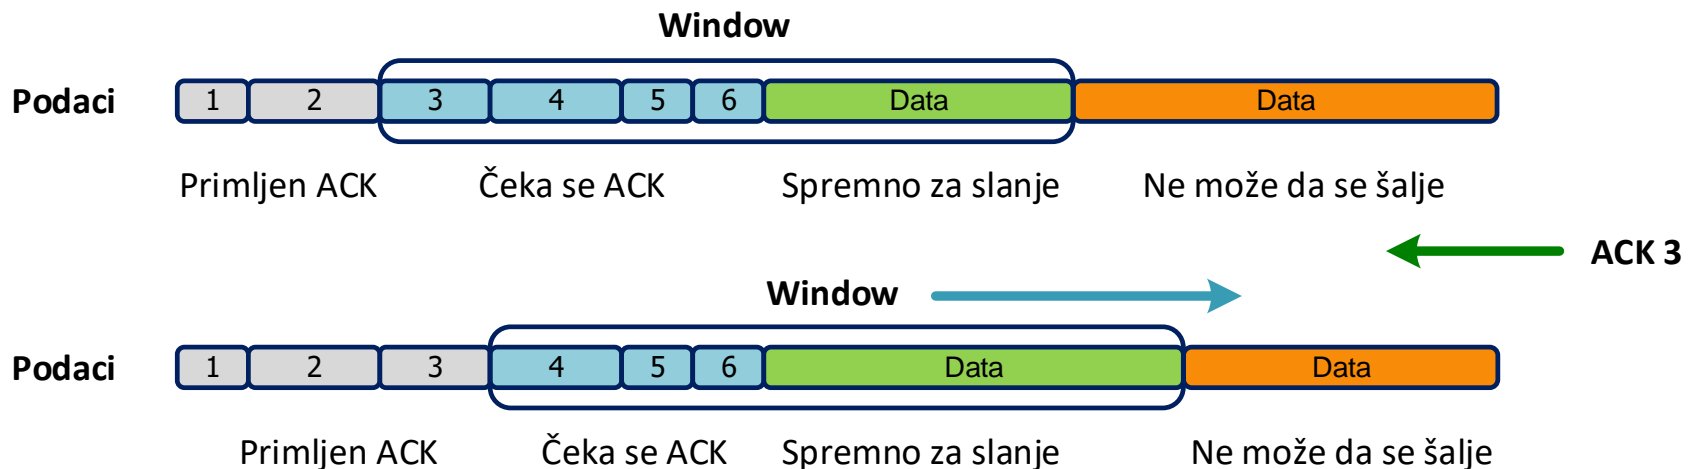 Window
Podaci 1 2 3 4 5 6 Data Data
Primljen ACK Čeka se ACK Spremno za slanje Ne može da se šalje
ACK 3
Window
Podaci 1 2 3 4 5 6 Data Data
Primljen ACK Čeka se ACK Spremno za slanje Ne može da se šalje